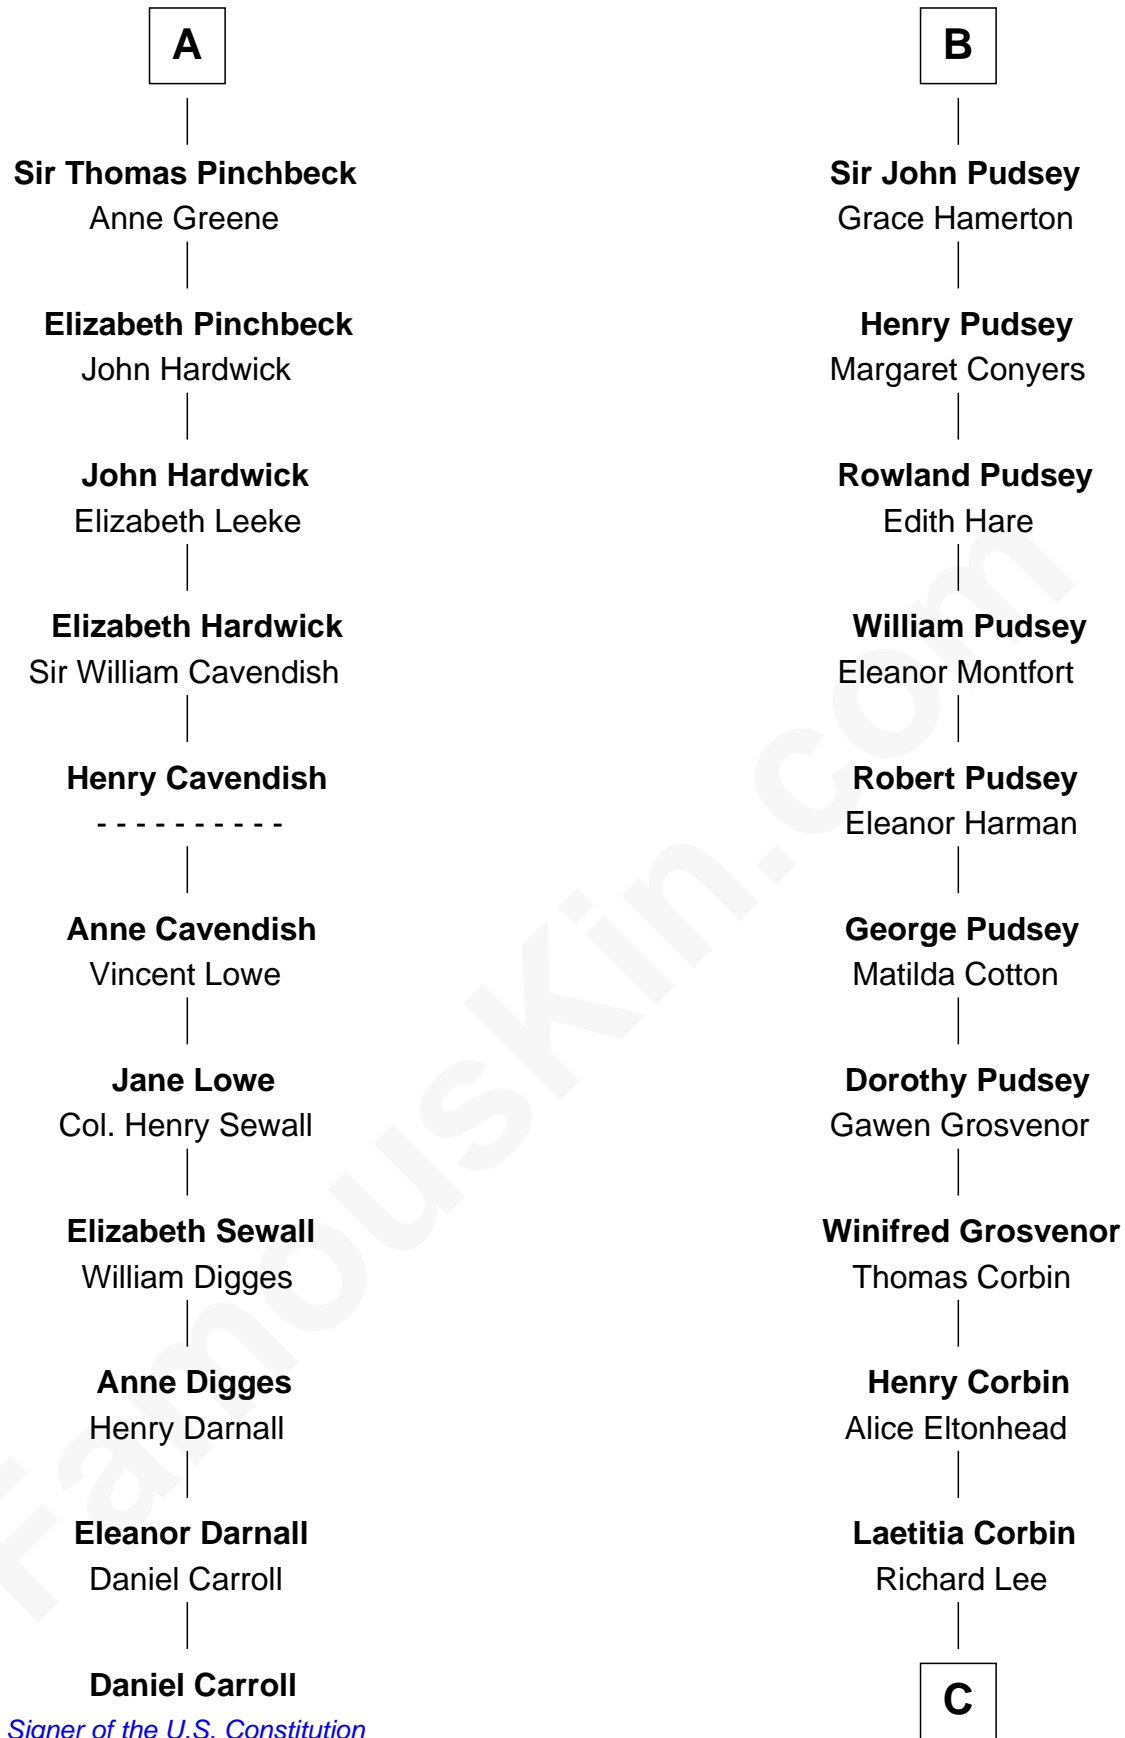 A
Sir Thomas Pinchbeck
Anne Greene
Elizabeth Pinchbeck
John Hardwick
John Hardwick
Elizabeth Leeke
Elizabeth Hardwick
Sir William Cavendish
Henry Cavendish
- - - - - - - - - -
Anne Cavendish
Vincent Lowe
Jane Lowe
Col. Henry Sewall
Elizabeth Sewall
William Digges
Anne Digges
Henry Darnall
Eleanor Darnall
Daniel Carroll
Daniel Carroll
Signer of the U.S. Constitution
B
Sir John Pudsey
Grace Hamerton
Henry Pudsey
Margaret Conyers
Rowland Pudsey
Edith Hare
William Pudsey
Eleanor Montfort
Robert Pudsey
Eleanor Harman
George Pudsey
Matilda Cotton
Dorothy Pudsey
Gawen Grosvenor
Winifred Grosvenor
Thomas Corbin
Henry Corbin
Alice Eltonhead
Laetitia Corbin
Richard Lee
C
FamousKin.com